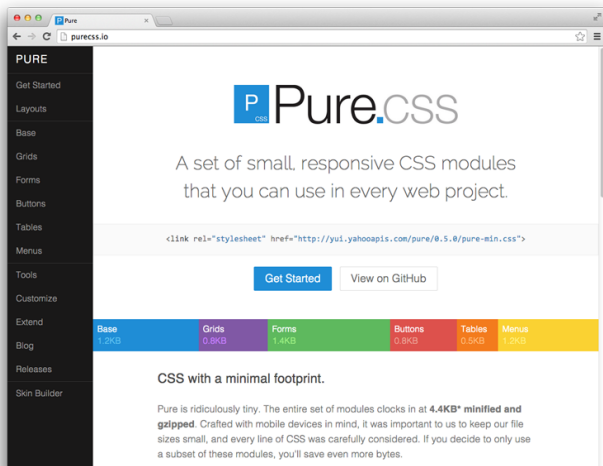 Pure
purecss.io
PURE
Get Started
Layouts
Base
Grids
Forms
Buttons
Tables
Menus
Tools
Customize
Extend
Blog
Releases
Skin Builder
P
CSS
Pure.css
A set of small, responsive CSS modules
that you can use in every web project.
<link rel="stylesheet" href="http://yui.yahooapis.com/pure/0.5.0/pure-min.css">
Get Started
View on GitHub
Base Grids Forms Buttons Tables Menus
1.2KB 0.8KB 1.4KB 0.8KB 0.5KB 1.2KB
CSS with a minimal footprint.
Pure is ridiculously tiny. The entire set of modules clocks in at 4.4KB* minified and
gzipped. Crafted with mobile devices in mind, it was important to us to keep our file
sizes small, and every line of CSS was carefully considered. If you decide to only use
a subset of these modules, you'll save even more bytes.